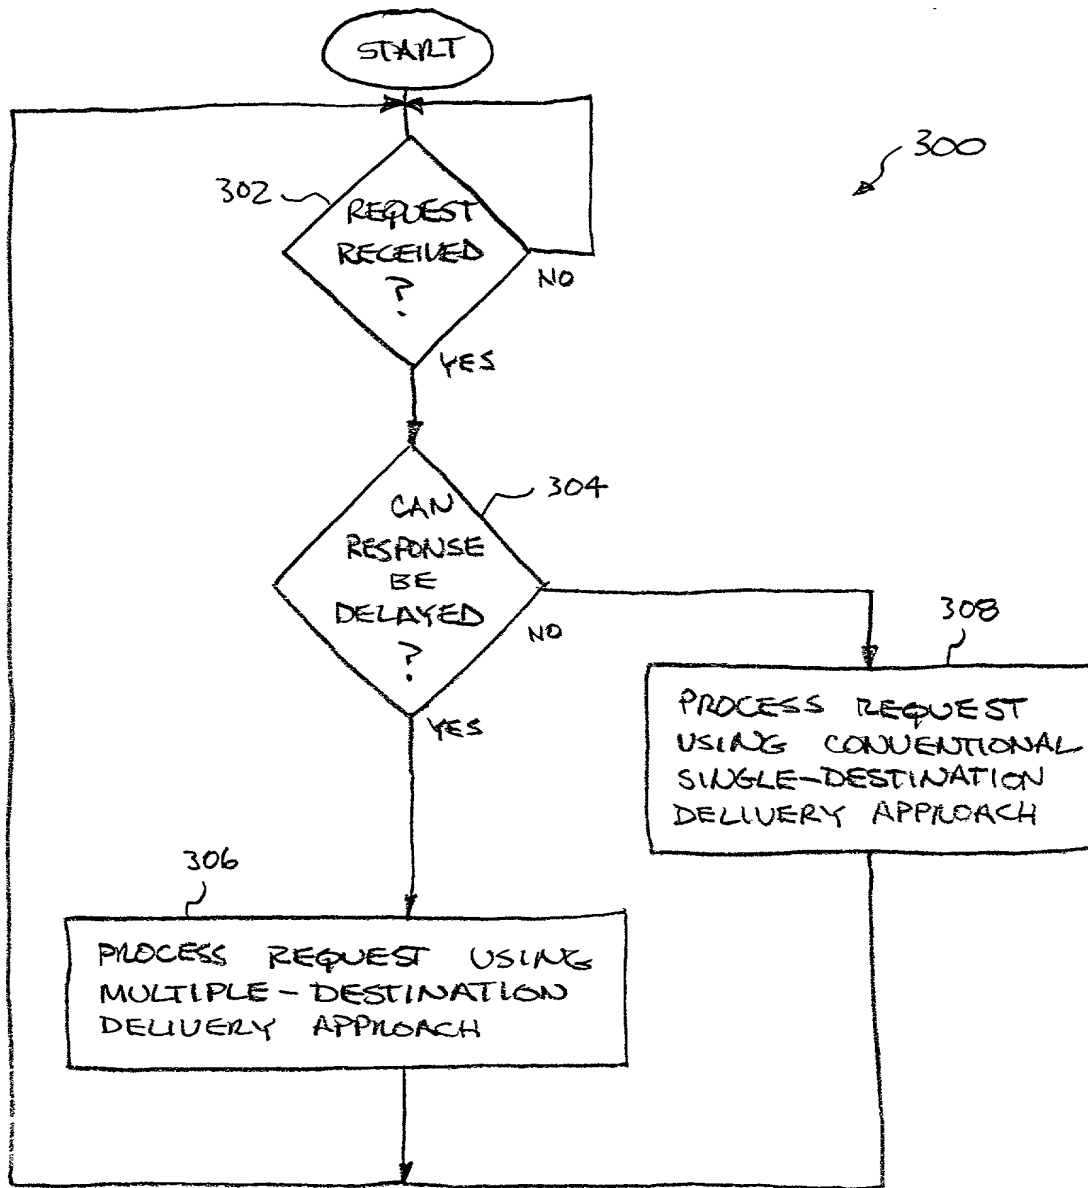 START
300
302
REQUEST
RECEIVED
?
NO
YES
304
CAN
RESPONSE
BE
DELAYED
?
NO
YES
308
PROCESS REQUEST
USING CONVENTIONAL
SINGLE-DESTINATION
DELIVERY APPROACH
306
PROCESS REQUEST USING
MULTIPLE-DESTINATION
DELIVERY APPROACH